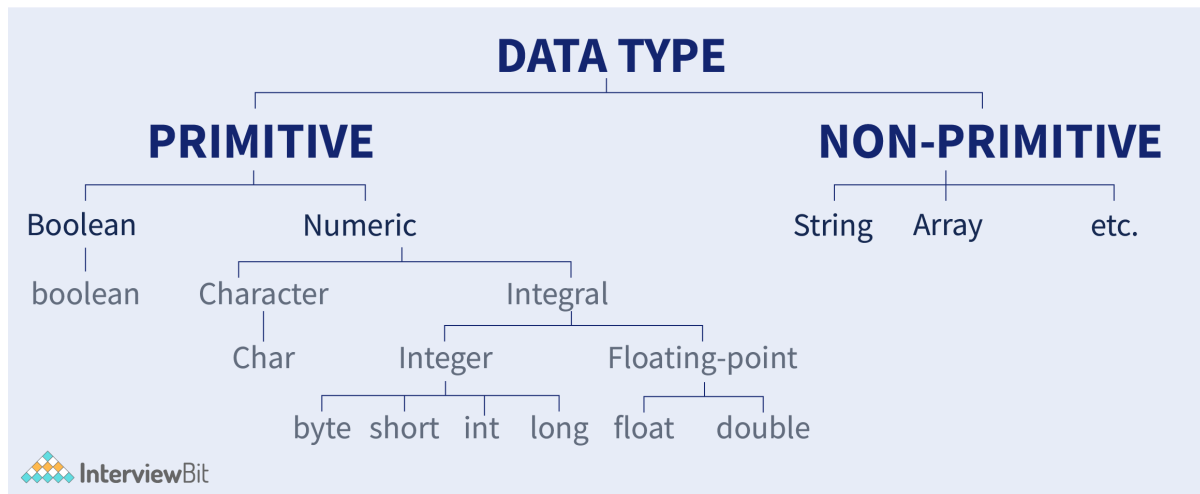 DATA TYPE
PRIMITIVE NON-PRIMITIVE
Boolean Numeric String Array etc.
boolean Character Integral
Char Integer Floating-point
byte short int long float double
InterviewBit